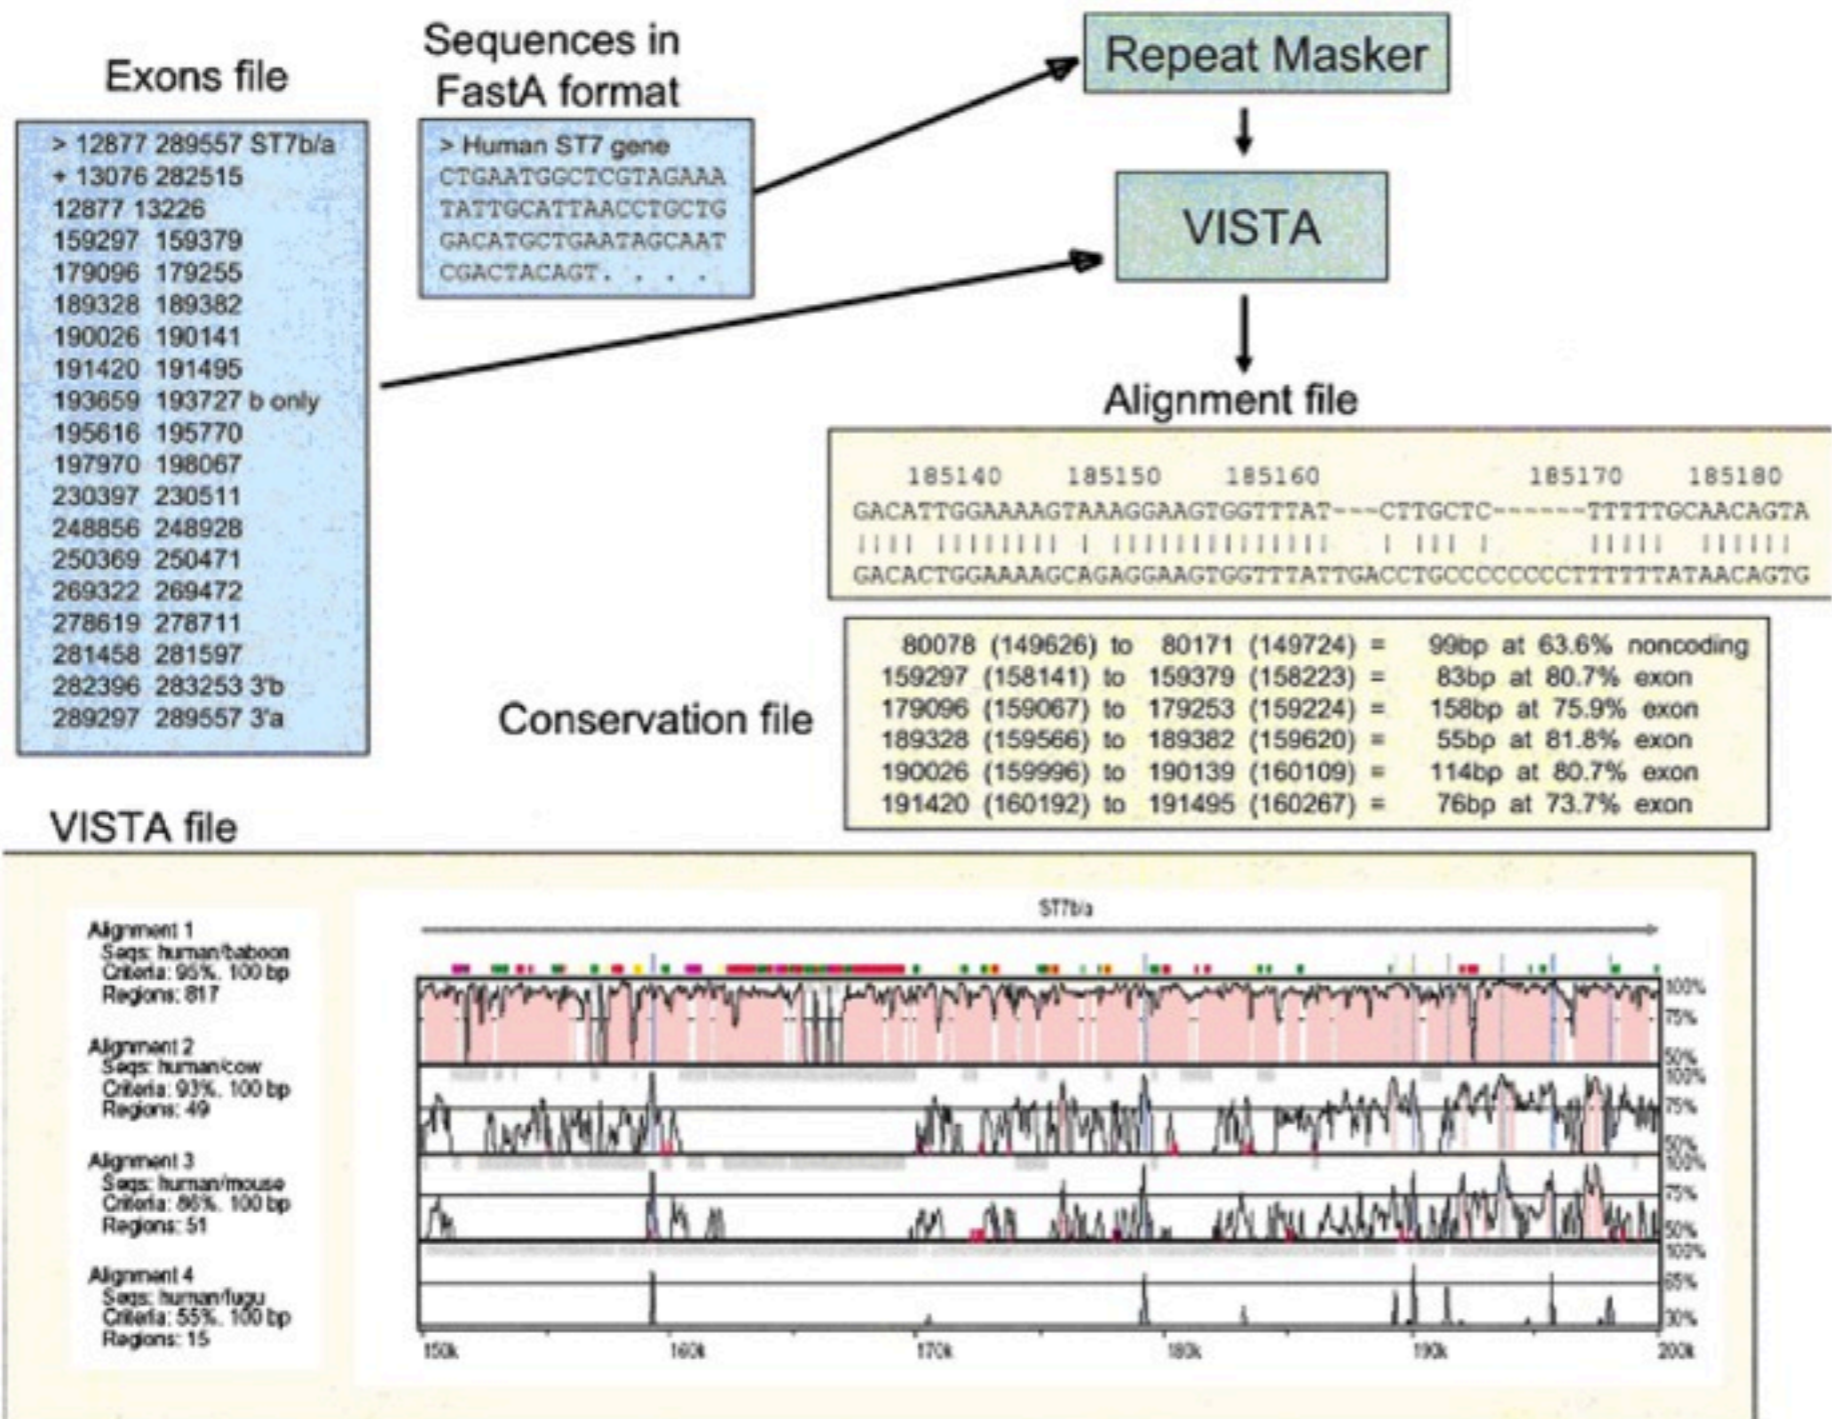 Exons file
> 12877 289557 ST7b/a
+ 13076 282515
12877 13226
159297 159379
179096 179255
189328 189382
190026 190141
191420 191495
193659 193727 b only
195616 195770
197970 198067
230397 230511
248856 248928
250369 250471
269322 269472
278619 278711
281458 281597
282396 283253 3'b
289297 289557 3'a
Sequences in
FastA format
> Human ST7 gene
CTGAATGGCTCGTAGAAA
TATTGCATTAACCTGCTG
GACATGCTGAATAGCAAT
CGACTACAGT. . . .
Repeat Masker
VISTA
Alignment file
185140 185150 185160 185170 185180
GACATTGGAAAAGTAAAGGAAGTGGTTTAT---CTTGCTC------TTTTTGCAACAGTA
GACACTGGAAAAGCAGAGGAAGTGGTTTATTGACCTGCCCCCCCCTTTTTTATAACAGTG
Conservation file
80078 (149626) to 80171 (149724) = 99bp at 63.6% noncoding
159297 (158141) to 159379 (158223) = 83bp at 80.7% exon
179096 (159067) to 179253 (159224) = 158bp at 75.9% exon
189328 (159566) to 189382 (159620) = 55bp at 81.8% exon
190026 (159996) to 190139 (160109) = 114bp at 80.7% exon
191420 (160192) to 191495 (160267) = 76bp at 73.7% exon
VISTA file
Alignment 1
Seqs: human/baboon
Criteria: 95%, 100 bp
Regions: 817
Alignment 2
Seqs: human/cow
Criteria: 93%, 100 bp
Regions: 49
Alignment 3
Seqs: human/mouse
Criteria: 86%, 100 bp
Regions: 51
Alignment 4
Seqs: human/fugu
Criteria: 55%, 100 bp
Regions: 15
ST7b/a
100%
75%
50%
100%
75%
50%
100%
75%
50%
100%
65%
30%
150k 160k 170k 180k 190k 200k